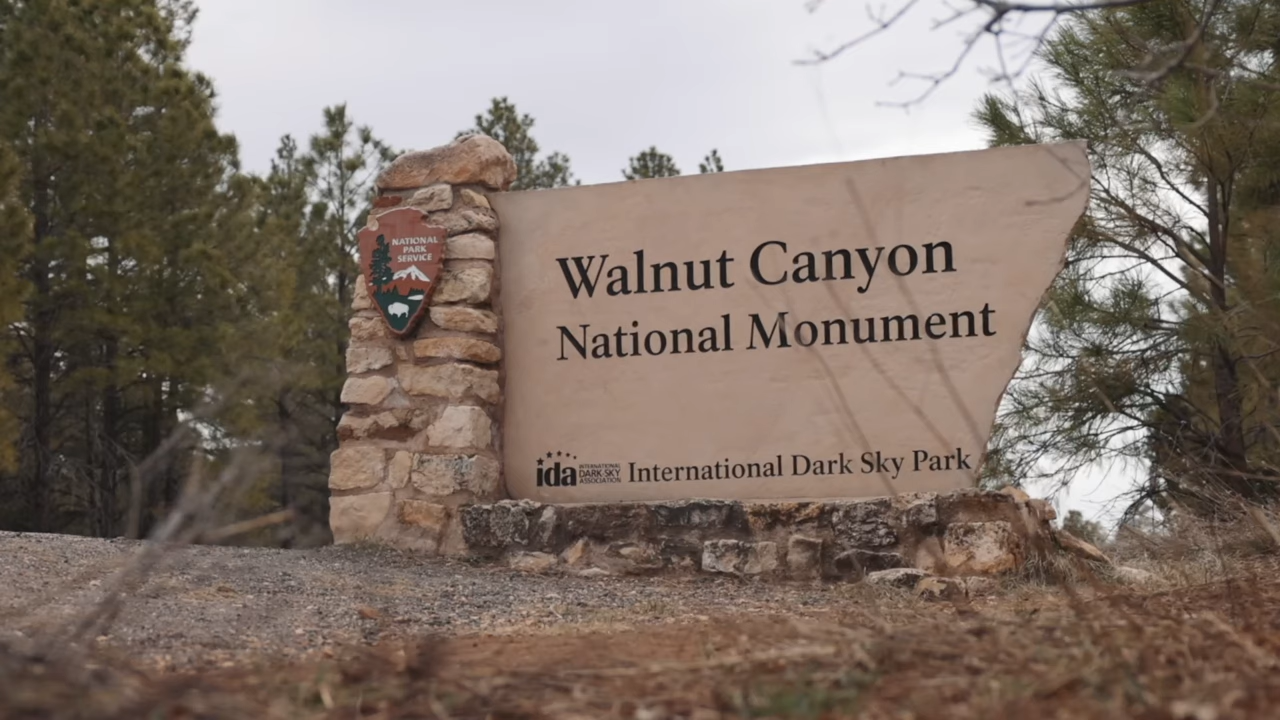 NATIONAL
PARK
SERVICE
Walnut Canyon
National Monument
ida INTERNATIONAL
DARK-SKY
ASSOCIATION
International Dark Sky Park